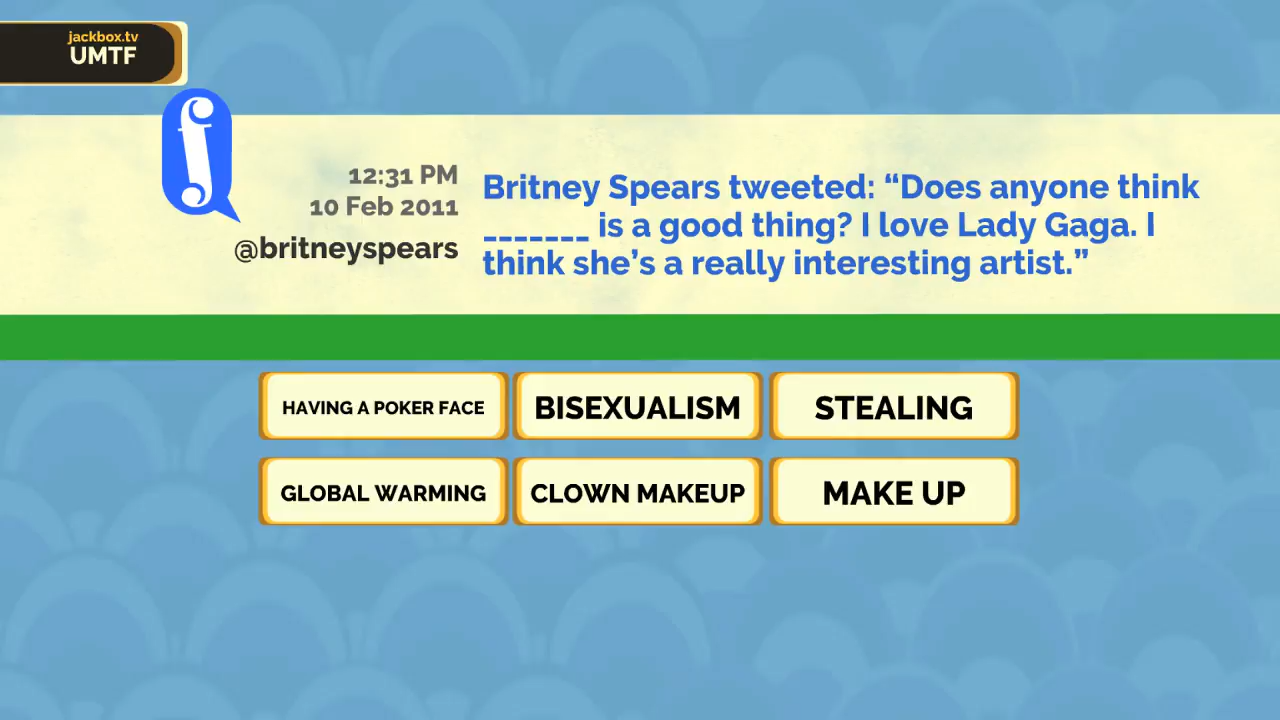 jackbox.tv
UMTF
12:31 PM
10 Feb 2011
@britneyspears
Britney Spears tweeted: “Does anyone think
_______ is a good thing? I love Lady Gaga. I
think she’s a really interesting artist.”
HAVING A POKER FACE
BISEXUALISM
STEALING
GLOBAL WARMING
CLOWN MAKEUP
MAKE UP